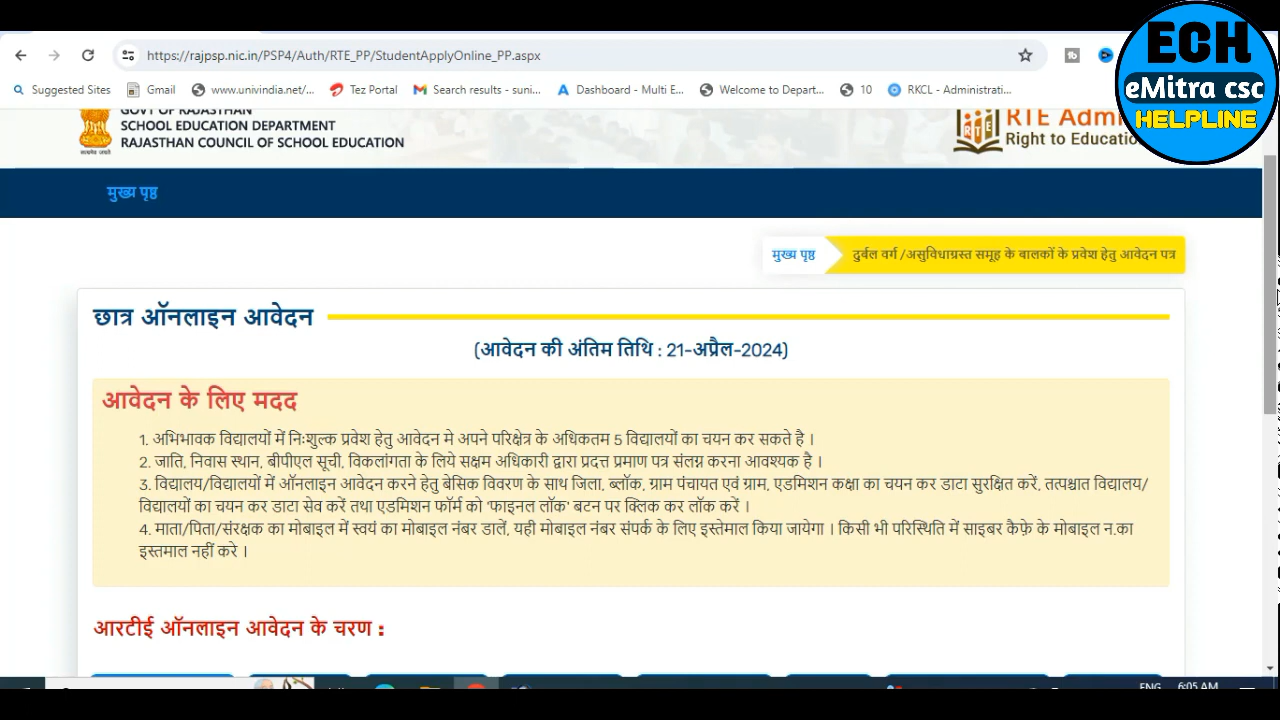 https://rajpsp.nic.in/PSP4/Auth/RTE_PP/StudentApplyOnline_PP.aspx
ECH
eMitra csc
HELPLINE
Suggested Sites Gmail www.univindia.net/... Tez Portal Search results - suni... Dashboard - Multi E... Welcome to Depart... 10 RKCL - Administrati...
GOVT OF RAJASTHAN
SCHOOL EDUCATION DEPARTMENT
RAJASTHAN COUNCIL OF SCHOOL EDUCATION
RTE
RTE Admi
Right to Educatio
मुख्य पृष्ठ
मुख्य पृष्ठ दुर्बल वर्ग /असुविधाग्रस्त समूह के बालकों के प्रवेश हेतु आवेदन पत्र
छात्र ऑनलाइन आवेदन
(आवेदन की अंतिम तिथि : 21-अप्रैल-2024)
आवेदन के लिए मदद
1. अभिभावक विद्यालयों में निःशुल्क प्रवेश हेतु आवेदन मे अपने परिक्षेत्र के अधिकतम 5 विद्यालयों का चयन कर सकते है ।
2. जाति, निवास स्थान, बीपीएल सूची, विकलांगता के लिये सक्षम अधिकारी द्वारा प्रदत्त प्रमाण पत्र संलग्न करना आवश्यक है ।
3. विद्यालय/विद्यालयों में ऑनलाइन आवेदन करने हेतु बेसिक विवरण के साथ जिला, ब्लॉक, ग्राम पंचायत एवं ग्राम, एडमिशन कक्षा का चयन कर डाटा सुरक्षित करें, तत्पश्चात विद्यालय/
विद्यालयों का चयन कर डाटा सेव करें तथा एडमिशन फॉर्म को 'फाइनल लॉक' बटन पर क्लिक कर लॉक करें ।
4. माता/पिता/संरक्षक का मोबाइल में स्वयं का मोबाइल नंबर डालें, यही मोबाइल नंबर संपर्क के लिए इस्तेमाल किया जायेगा । किसी भी परिस्थिति में साइबर कैफ़े के मोबाइल न.का
इस्तमाल नहीं करे ।
आरटीई ऑनलाइन आवेदन के चरण :
ENG 6:05 AM